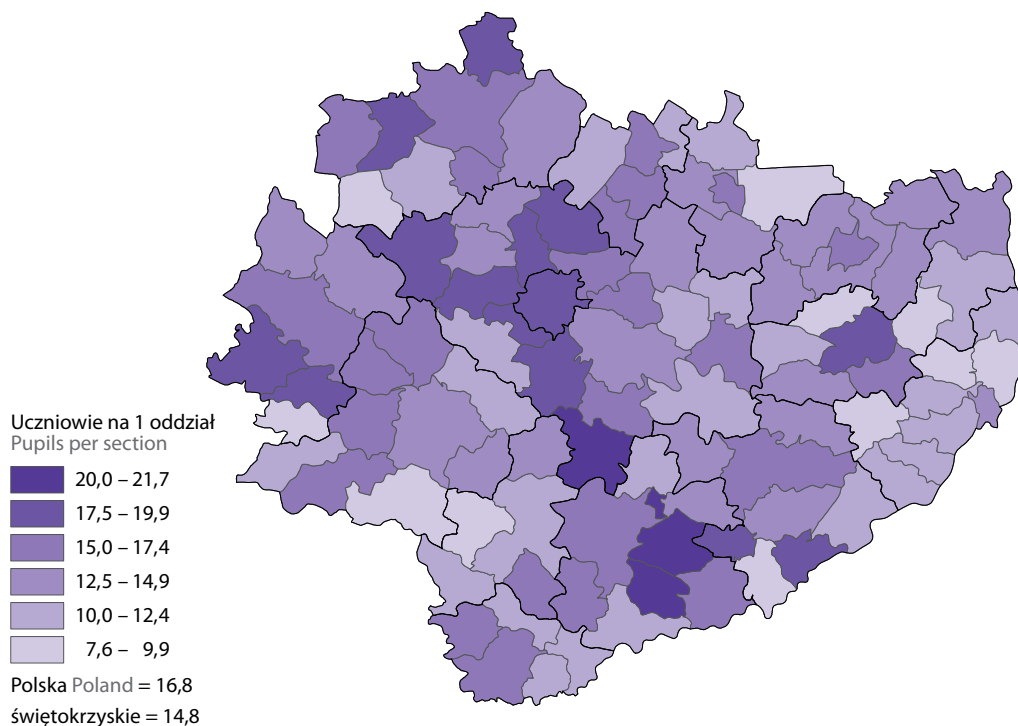 Uczniowie na 1 oddział
Pupils per section
20,0 – 21,7
17,5 – 19,9
15,0 – 17,4
12,5 – 14,9
10,0 – 12,4
7,6 – 9,9
Polska Poland = 16,8
świętokrzyskie = 14,8